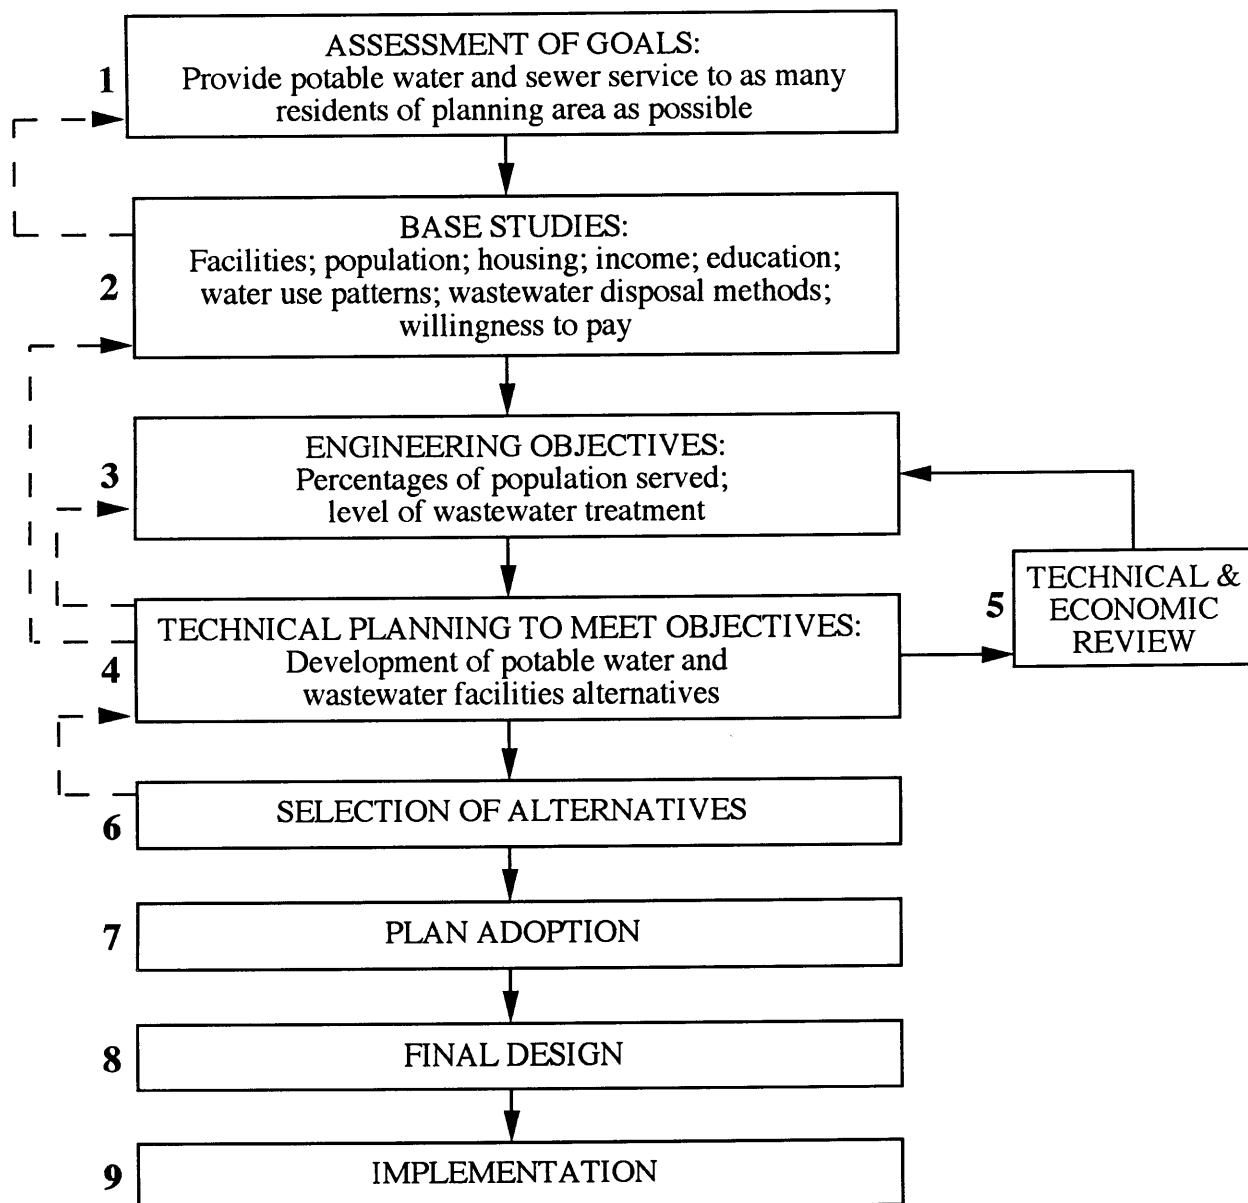 1
ASSESSMENT OF GOALS:
Provide potable water and sewer service to as many
residents of planning area as possible
2
BASE STUDIES:
Facilities; population; housing; income; education;
water use patterns; wastewater disposal methods;
willingness to pay
3
ENGINEERING OBJECTIVES:
Percentages of population served;
level of wastewater treatment
4
TECHNICAL PLANNING TO MEET OBJECTIVES:
Development of potable water and
wastewater facilities alternatives
5
TECHNICAL &
ECONOMIC
REVIEW
6
SELECTION OF ALTERNATIVES
7
PLAN ADOPTION
8
FINAL DESIGN
9
IMPLEMENTATION